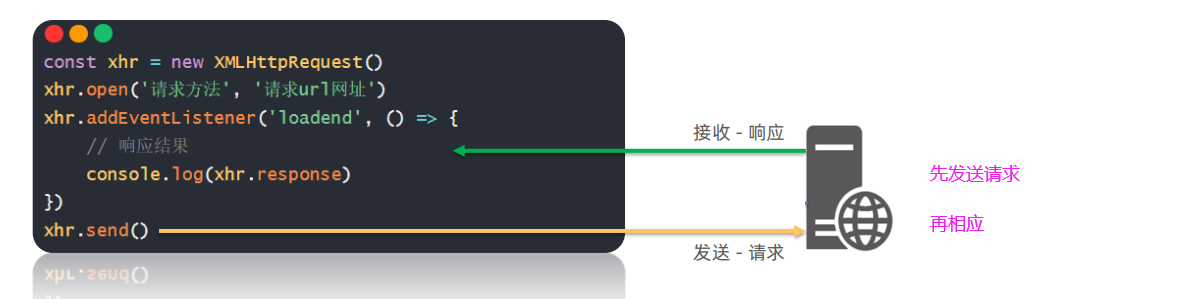 const xhr = new XMLHttpRequest()
xhr.open('请求方法', '请求url网址')
xhr.addEventListener('loadend', () => {
    // 响应结果
    console.log(xhr.response)
})
xhr.send()
接收 - 响应
发送 - 请求
先发送请求
再相应